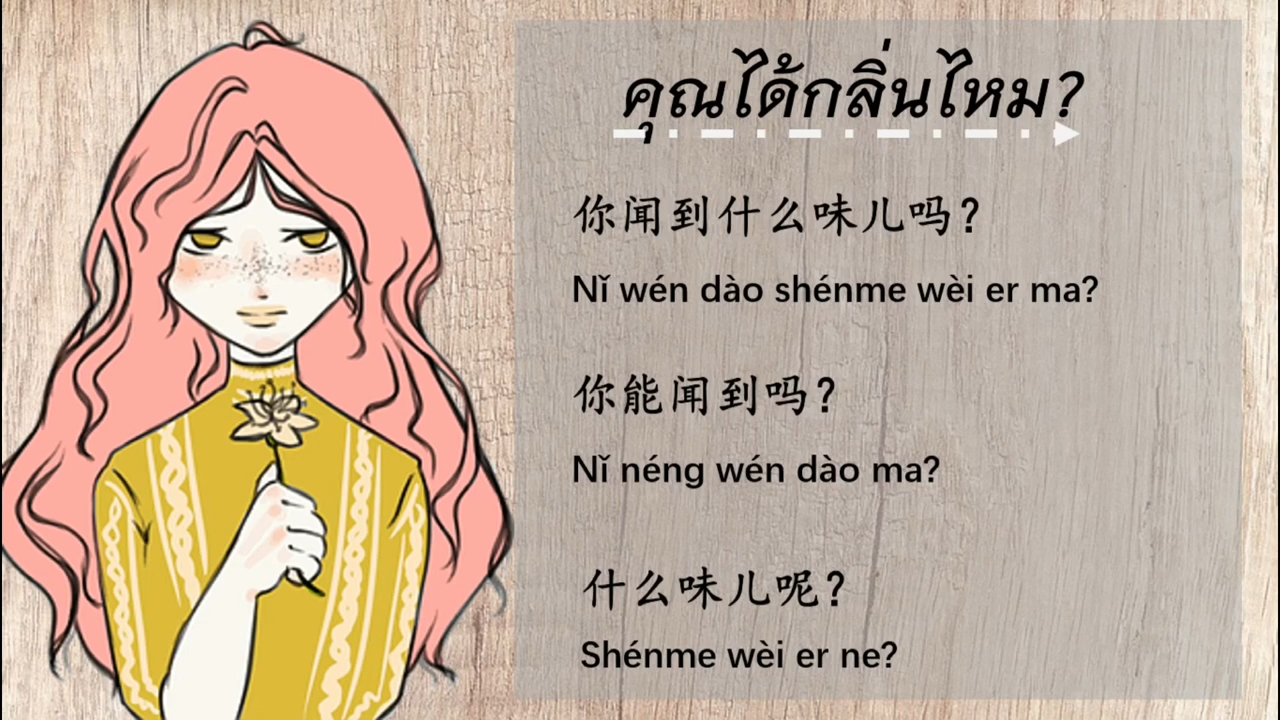 คุณได้กลิ่นไหม?
你闻到什么味儿吗？
Nǐ wén dào shénme wèi er ma?
你能闻到吗？
Nǐ néng wén dào ma?
什么味儿呢？
Shénme wèi er ne?